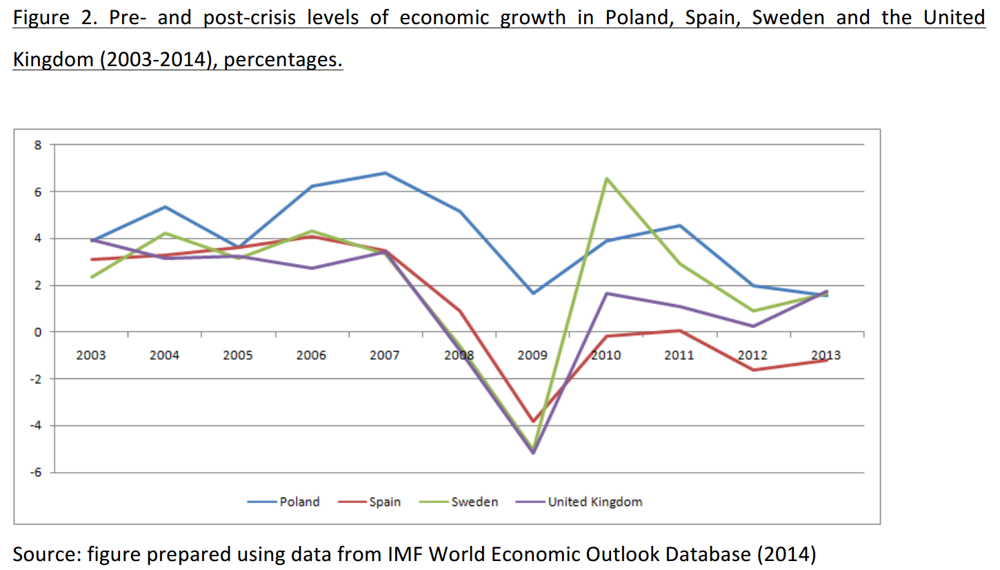 Figure 2. Pre- and post-crisis levels of economic growth in Poland, Spain, Sweden and the United
Kingdom (2003-2014), percentages.
8
6
4
2
0
2003 2004 2005 2006 2007 2008 2009 2010 2011 2012 2013
-2
-4
-6
Poland Spain Sweden United Kingdom
Source: figure prepared using data from IMF World Economic Outlook Database (2014)